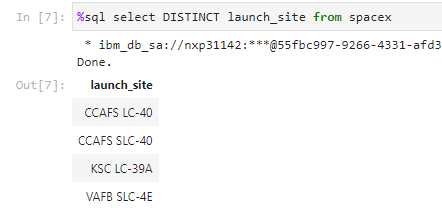 In [7]: %sql select DISTINCT launch_site from spacex
* ibm_db_sa://nxp31142:***@55fbc997-9266-4331-afd3
Done.
Out[7]: launch_site
CCAFS LC-40
CCAFS SLC-40
KSC LC-39A
VAFB SLC-4E